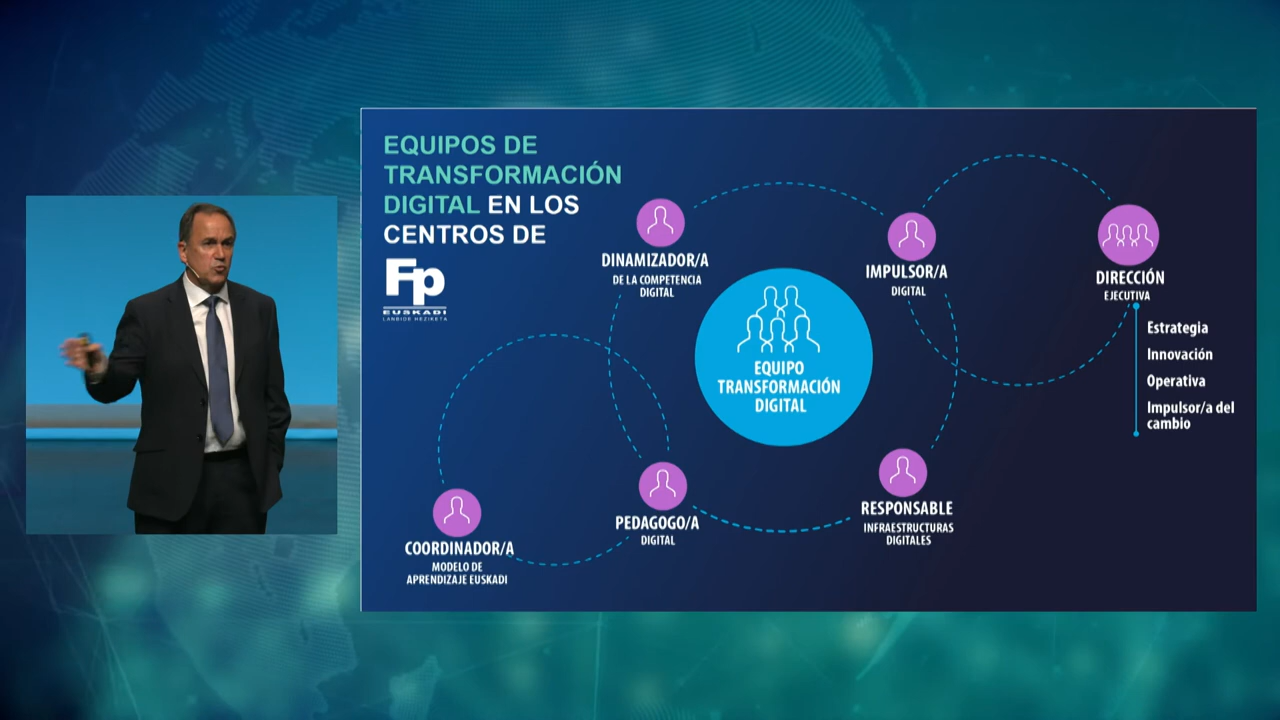 EQUIPOS DE
TRANSFORMACIÓN
DIGITAL EN LOS
CENTROS DE
Fp
EUSKADI
LANBIDE HEZIKETA
DINAMIZADOR/A
DE LA COMPETENCIA
DIGITAL
IMPULSOR/A
DIGITAL
DIRECCIÓN
EJECUTIVA
Estrategia
Innovación
Operativa
Impulsor/a del
cambio
EQUIPO
TRANSFORMACIÓN
DIGITAL
PEDAGOGO/A
DIGITAL
RESPONSABLE
INFRAESTRUCTURAS
DIGITALES
COORDINADOR/A
MODELO DE
APRENDIZAJE EUSKADI